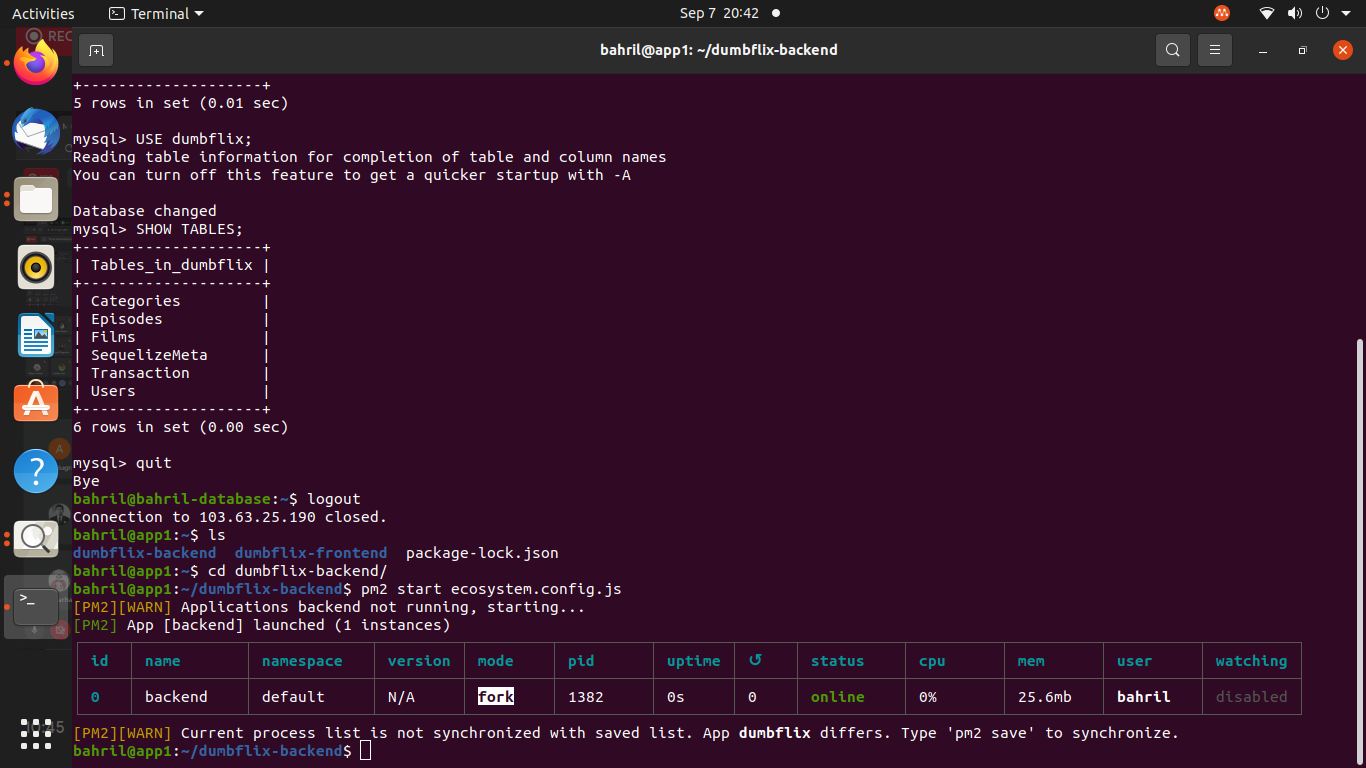 Activities Terminal Sep 7 20:42
REC
bahril@app1: ~/dumbflix-backend
+--------------------+
5 rows in set (0.01 sec)
mysql> USE dumbflix;
Reading table information for completion of table and column names
You can turn off this feature to get a quicker startup with -A
Database changed
mysql> SHOW TABLES;
+--------------------+
| Tables_in_dumbflix |
+--------------------+
| Categories         |
| Episodes           |
| Films              |
| SequelizeMeta      |
| Transaction        |
| Users              |
+--------------------+
6 rows in set (0.00 sec)
mysql> quit
Bye
bahril@bahril-database:~$ logout
Connection to 103.63.25.190 closed.
bahril@app1:~$ ls
dumbflix-backend  dumbflix-frontend  package-lock.json
bahril@app1:~$ cd dumbflix-backend/
bahril@app1:~/dumbflix-backend$ pm2 start ecosystem.config.js
[PM2][WARN] Applications backend not running, starting...
[PM2] App [backend] launched (1 instances)
id name namespace version mode pid uptime ↺ status cpu mem user watching
0 backend default N/A fork 1382 0s 0 online 0% 25.6mb bahril disabled
[PM2][WARN] Current process list is not synchronized with saved list. App dumbflix differs. Type 'pm2 save' to synchronize.
bahril@app1:~/dumbflix-backend$